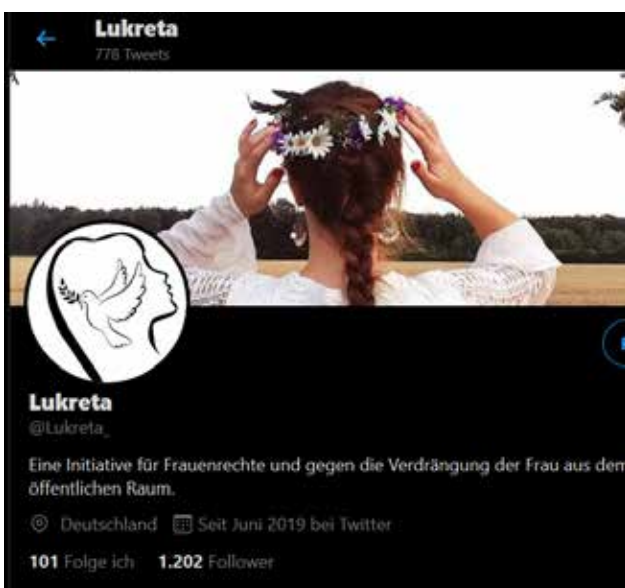 Lukreta
778 Tweets
Lukreta
@Lukreta_
Eine Initiative für Frauenrechte und gegen die Verdrängung der Frau aus dem
öffentlichen Raum.
Deutschland Seit Juni 2019 bei Twitter
101 Folge ich 1.202 Follower